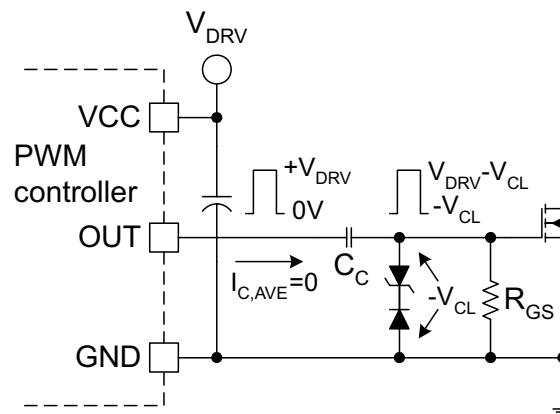 V_DRV
VCC
PWM
controller
+V_DRV
0V
V_DRV-V_CL
-V_CL
OUT
I_C,AVE=0
C_C
-V_CL
R_GS
GND